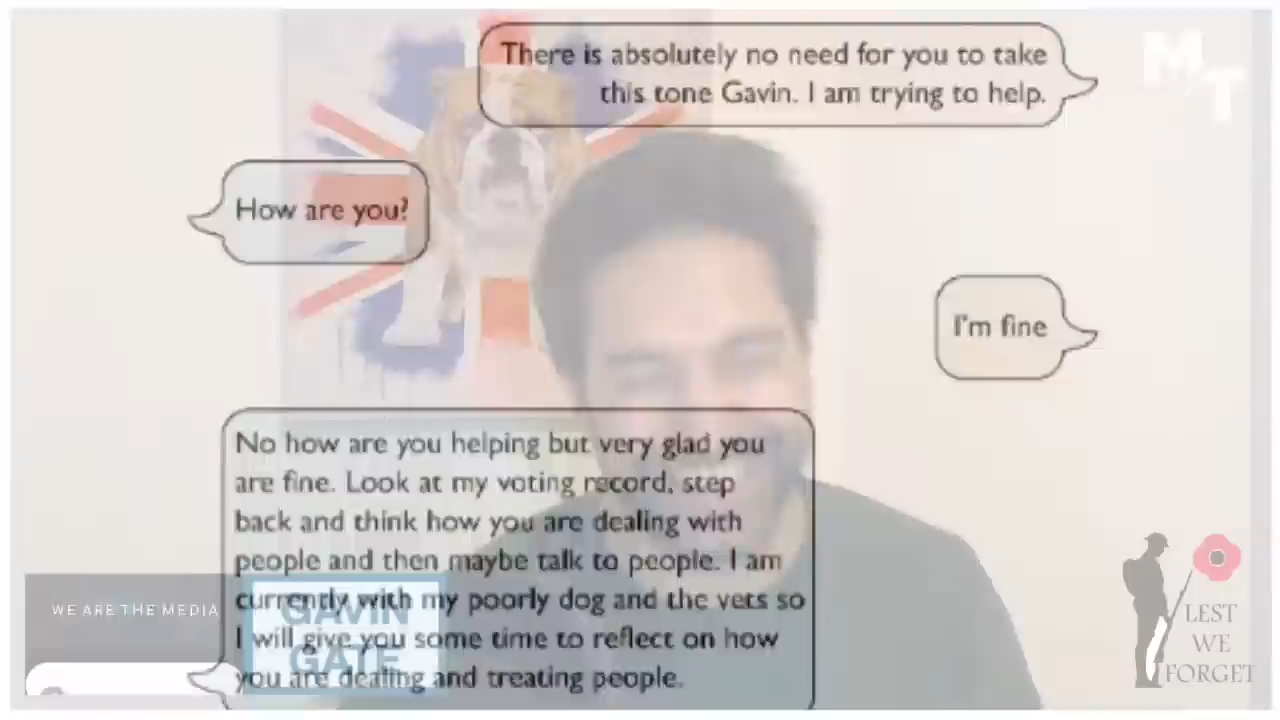 There is absolutely no need for you to take
this tone Gavin. I am trying to help.
M
T
How are you?
I'm fine
No how are you helping but very glad you
are fine. Look at my voting record, step
back and think how you are dealing with
people and then maybe talk to people. I am
currently with my poorly dog and the vets so
I will give you some time to reflect on how
you are dealing and treating people.
WE ARE THE MEDIA
GAVIN
GATE
LEST
WE
FORGET